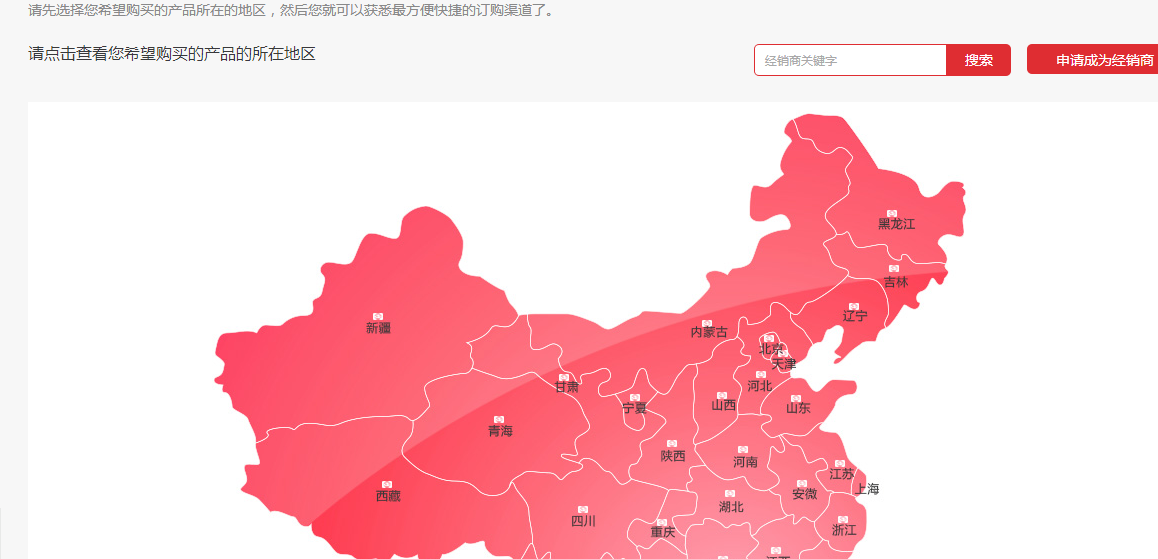 请先选择您希望购买的产品所在的地区，然后您就可以获悉最方便快捷的订购渠道了。
请点击查看您希望购买的产品的所在地区
经销商关键字
搜索
申请成为经销商
黑龙江
吉林
辽宁
新疆
内蒙古
北京
天津
甘肃
河北
宁夏
山西
山东
青海
陕西
河南
江苏
西藏
安微
上海
湖北
四川
重庆
浙江